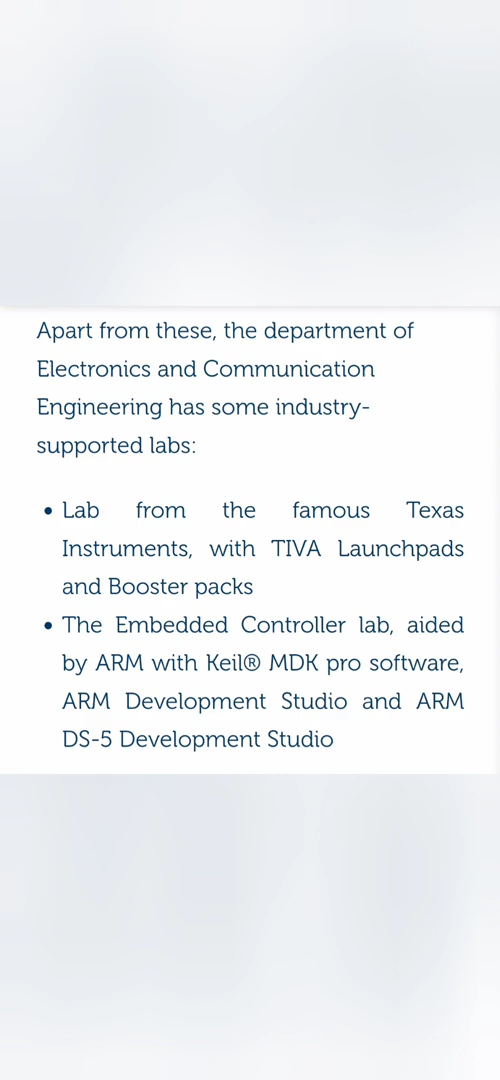 Apart from these, the department of
Electronics and Communication
Engineering has some industry-
supported labs:
• Lab from the famous Texas
Instruments, with TIVA Launchpads
and Booster packs
• The Embedded Controller lab, aided
by ARM with Keil® MDK pro software,
ARM Development Studio and ARM
DS-5 Development Studio